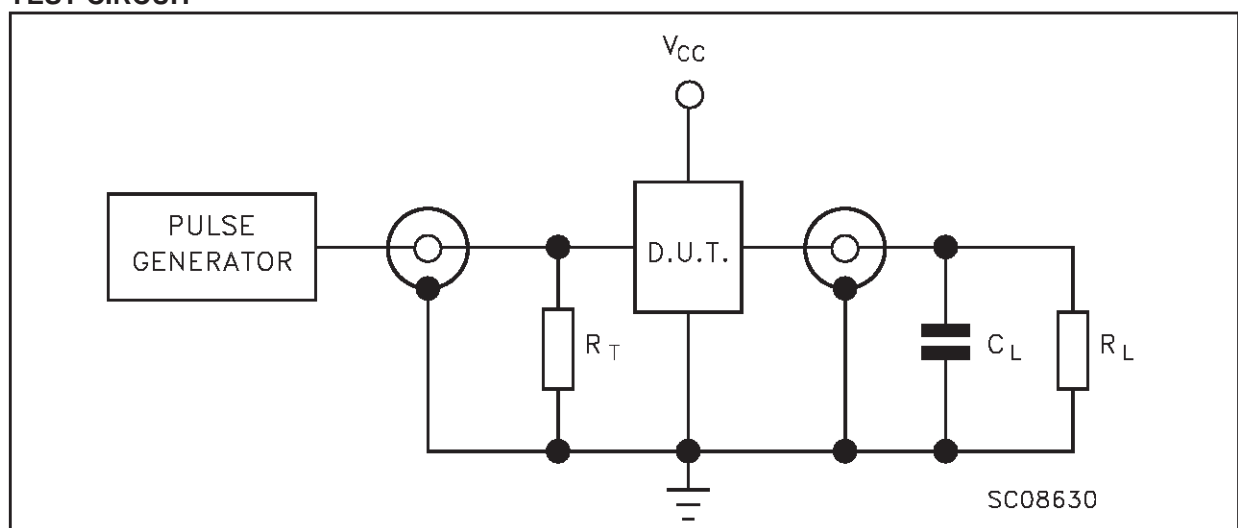 TEST CIRCUIT
VCC
PULSE
GENERATOR
D.U.T.
RT
CL
RL
SC08630